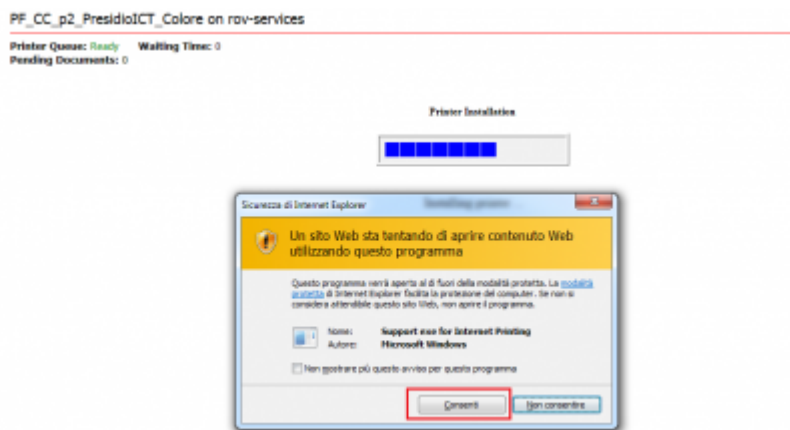 PF_CC_p2_PresidioICT_Colore on rov-services
Printer Queue: Ready Waiting Time: 0
Pending Documents: 0
Printer Installation
Sicurezza di Internet Explorer
Installing printer ...
Un sito Web sta tentando di aprire contenuto Web
utilizzando questo programma
Questo programma verrà aperto al di fuori della modalità protetta. La modalità
protetta di Internet Explorer facilita la protezione del computer. Se non si
considera attendibile questo sito Web, non aprire il programma.
Nome: Support exe for Internet Printing
Autore: Microsoft Windows
Non mostrare più questo avviso per questo programma
Consenti Non consentire